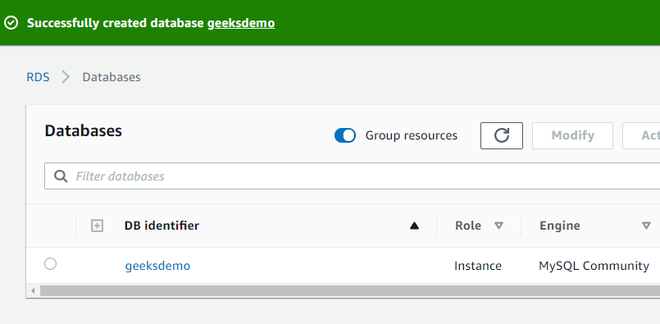 Successfully created database geeksdemo
RDS > Databases
Databases
Group resources
Modify
Act
Filter databases
DB identifier
Role
Engine
geeksdemo
Instance
MySQL Community